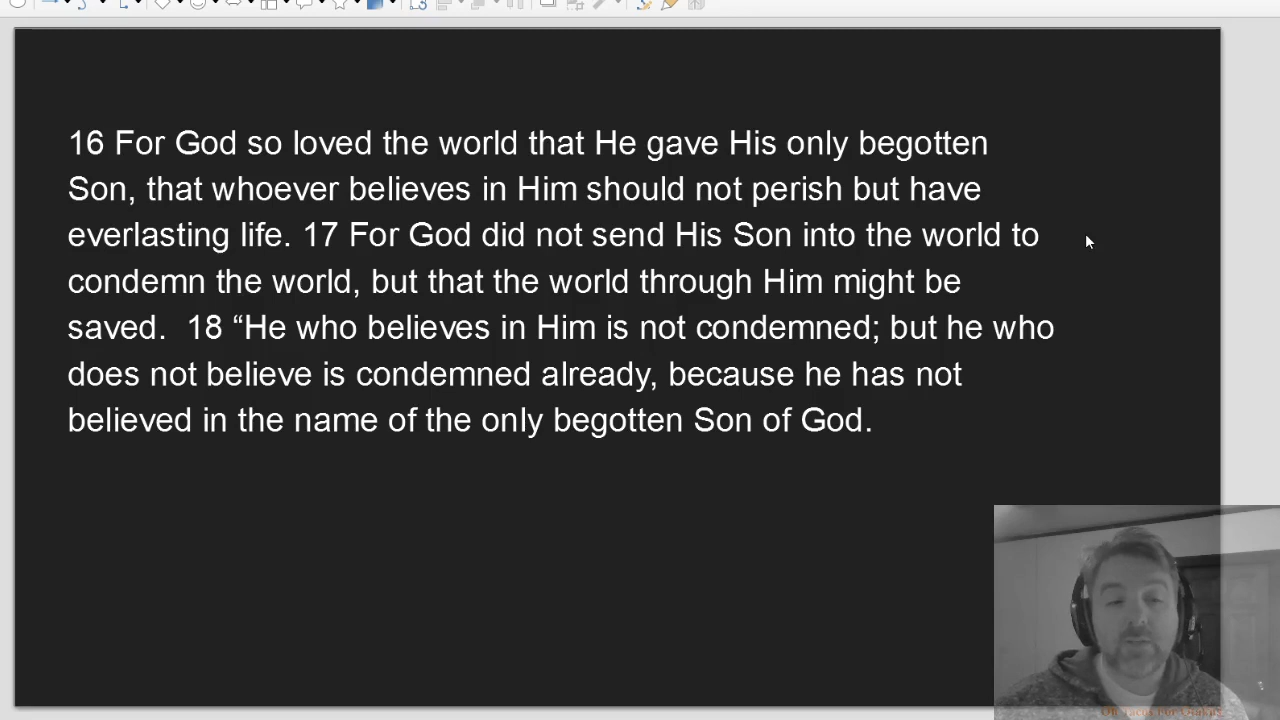 16 For God so loved the world that He gave His only begotten
Son, that whoever believes in Him should not perish but have
everlasting life. 17 For God did not send His Son into the world to
condemn the world, but that the world through Him might be
saved.  18 “He who believes in Him is not condemned; but he who
does not believe is condemned already, because he has not
believed in the name of the only begotten Son of God.